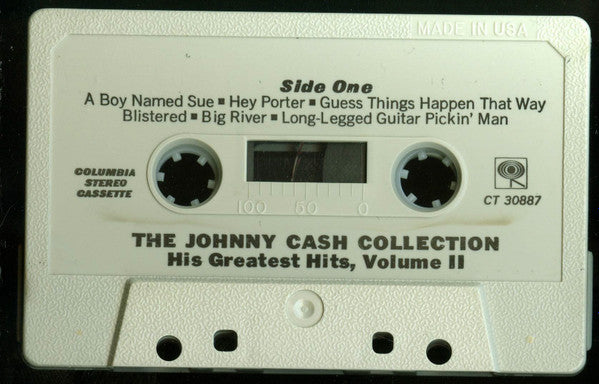 MADE IN USA
Side One
A Boy Named Sue ▪ Hey Porter ▪ Guess Things Happen That Way
Blistered ▪ Big River ▪ Long-Legged Guitar Pickin' Man
COLUMBIA
STEREO
CASSETTE
100 50 0
CT 30887
THE JOHNNY CASH COLLECTION
His Greatest Hits, Volume II